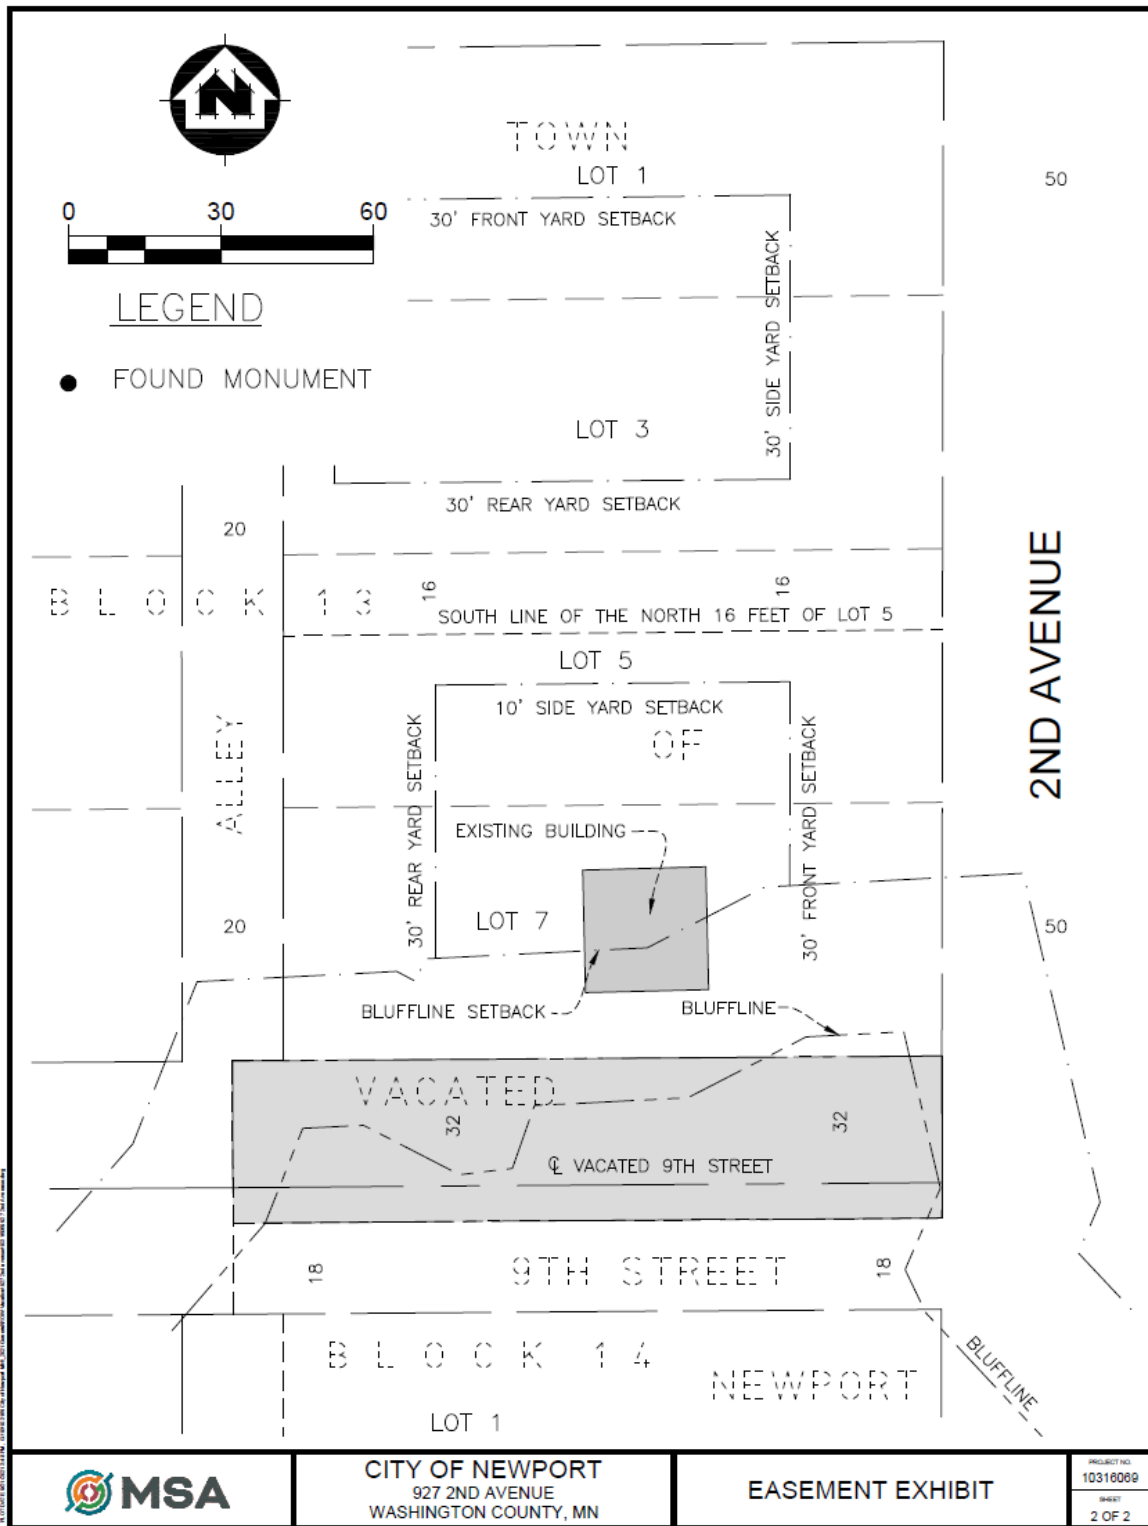 N
TOWN
LOT 1
50
0 30 60
30' FRONT YARD SETBACK
30' SIDE YARD SETBACK
LEGEND
FOUND MONUMENT
LOT 3
30' REAR YARD SETBACK
20
BLOCK 13
16
16
SOUTH LINE OF THE NORTH 16 FEET OF LOT 5
2ND AVENUE
LOT 5
10' SIDE YARD SETBACK
OF
ALLEY
30' REAR YARD SETBACK
30' FRONT YARD SETBACK
EXISTING BUILDING
LOT 7
20
50
BLUFFLINE SETBACK
BLUFFLINE
VACATED
32
32
℄ VACATED 9TH STREET
18
9TH STREET
18
BLOCK 14
BLUFFLINE
NEWPORT
LOT 1
MSA
CITY OF NEWPORT
927 2ND AVENUE
WASHINGTON COUNTY, MN
EASEMENT EXHIBIT
PROJECT NO.
10316069
SHEET
2 OF 2